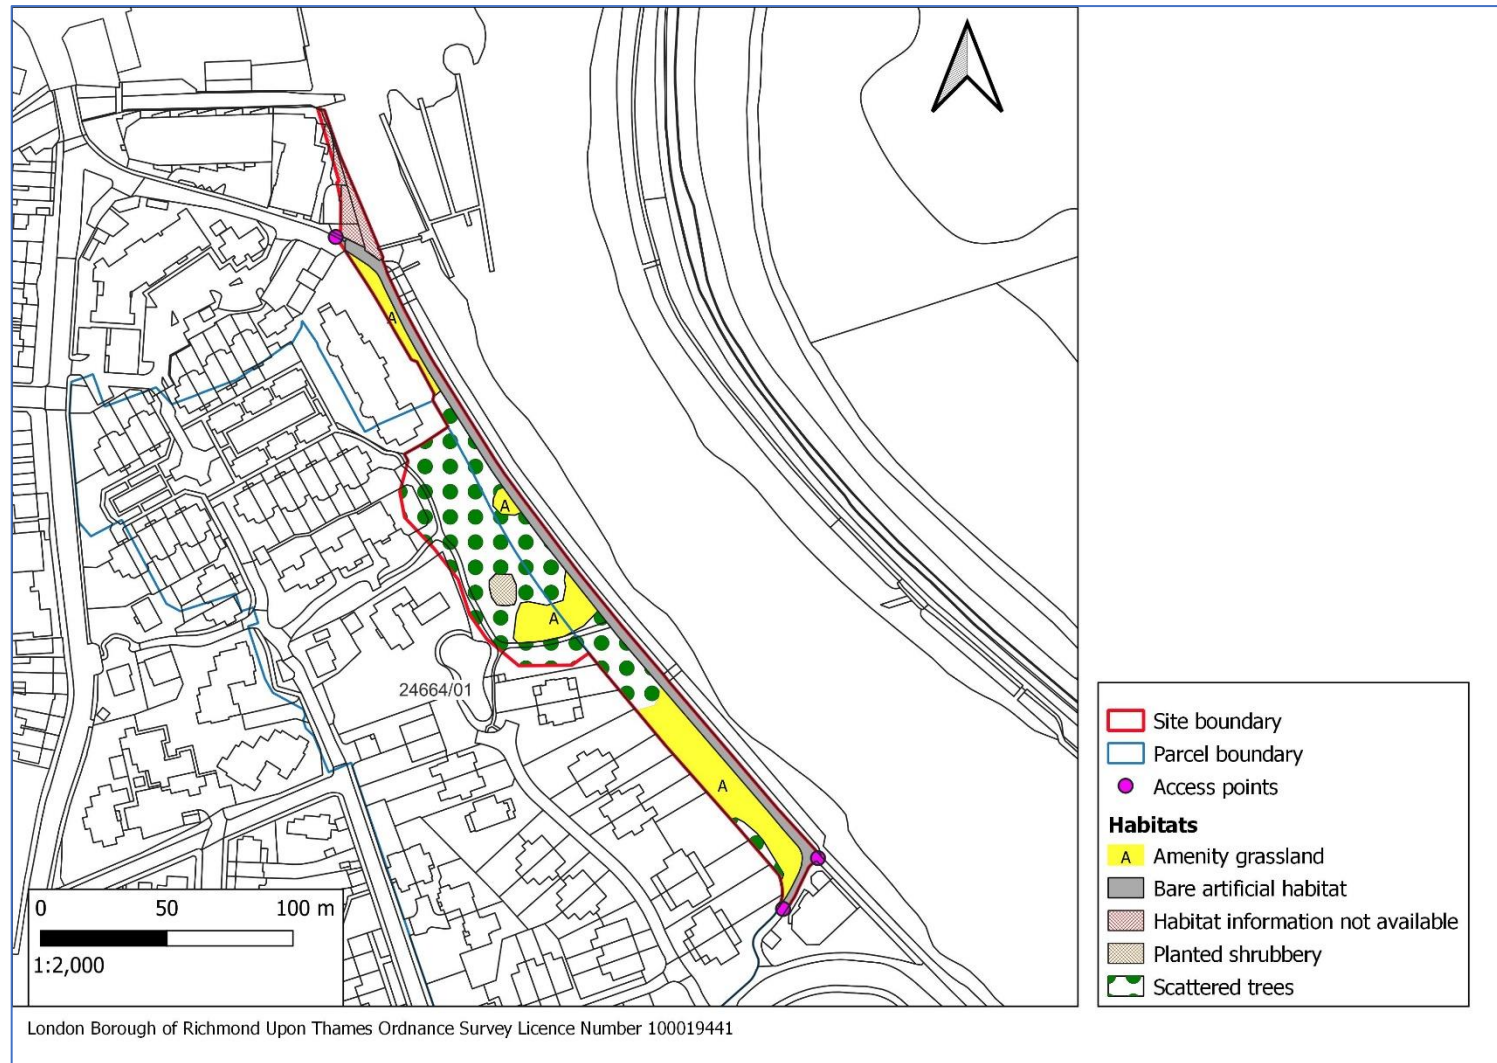 A
A
A
24664/01
A
0 50 100 m
1:2,000
Site boundary
Parcel boundary
Access points
Habitats
A Amenity grassland
Bare artificial habitat
Habitat information not available
Planted shrubbery
Scattered trees
London Borough of Richmond Upon Thames Ordnance Survey Licence Number 100019441